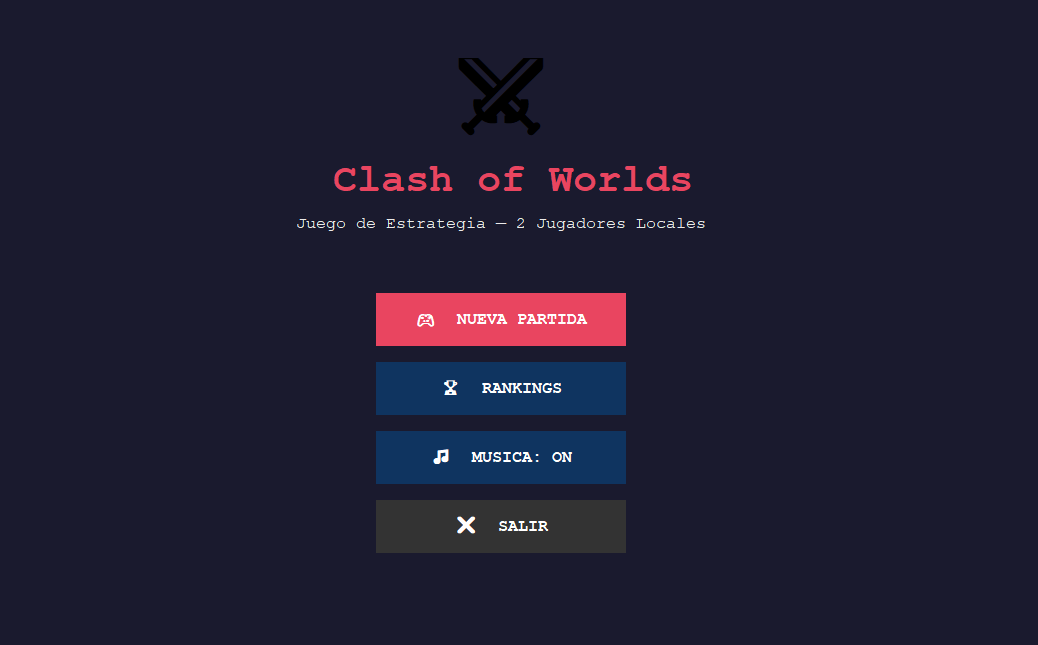 Clash of Worlds
Juego de Estrategia — 2 Jugadores Locales
NUEVA PARTIDA
RANKINGS
MUSICA: ON
SALIR